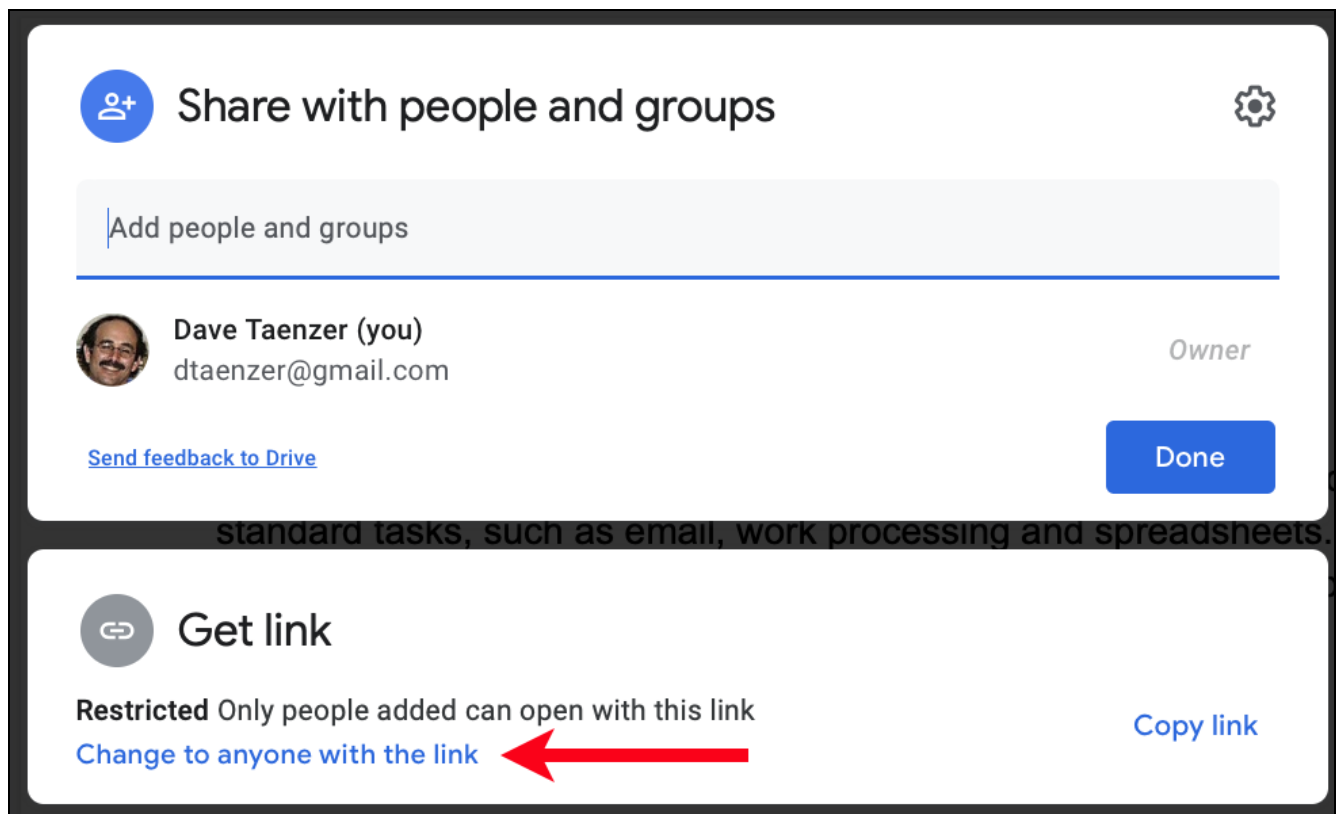 Share with people and groups
Add people and groups
Dave Taenzer (you)
dtaenzer@gmail.com
Owner
Send feedback to Drive
Done
standard tasks, such as email, work processing and spreadsheets.
Get link
Restricted Only people added can open with this link
Change to anyone with the link
Copy link